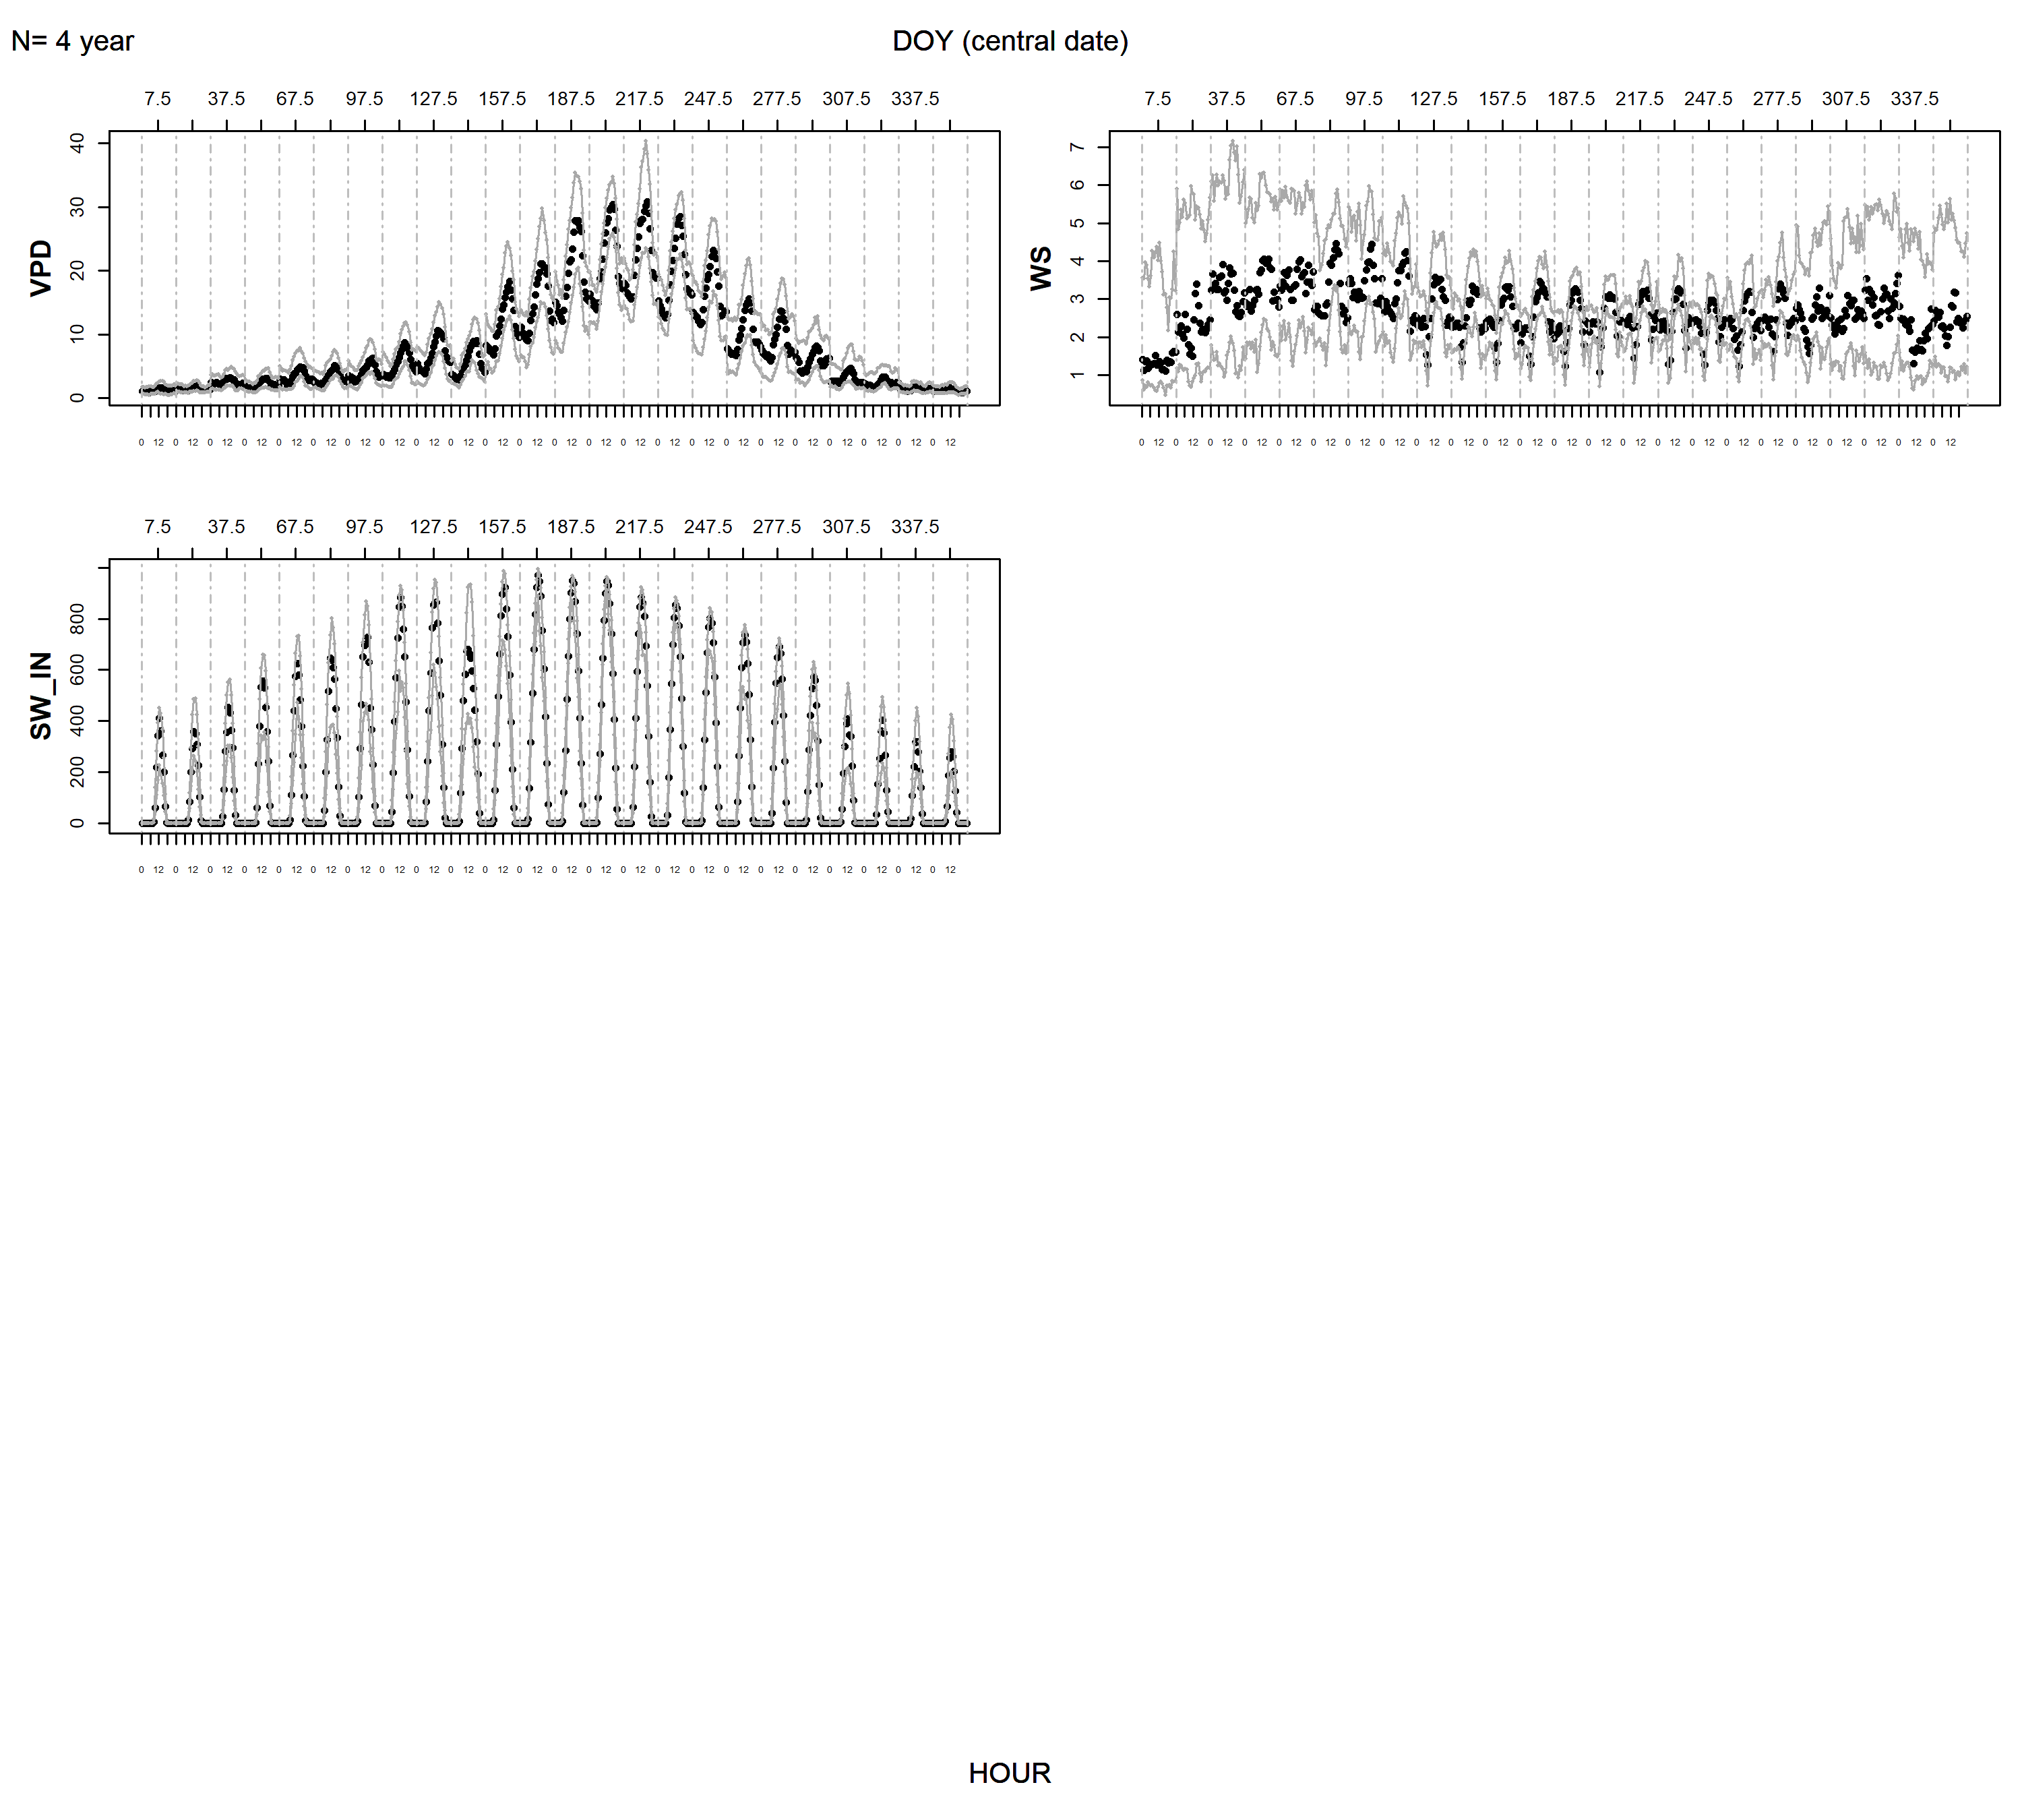 N= 4 year
DOY (central date)
7.5 37.5 67.5 97.5 127.5 157.5 187.5 217.5 247.5 277.5 307.5 337.5
VPD
0 10 20 30 40
0 12 0 12 0 12 0 12 0 12 0 12 0 12 0 12 0 12 0 12 0 12 0 12 0 12 0 12 0 12 0 12 0 12 0 12 0 12 0 12 0 12 0 12 0 12 0 12
7.5 37.5 67.5 97.5 127.5 157.5 187.5 217.5 247.5 277.5 307.5 337.5
WS
1 2 3 4 5 6 7
0 12 0 12 0 12 0 12 0 12 0 12 0 12 0 12 0 12 0 12 0 12 0 12 0 12 0 12 0 12 0 12 0 12 0 12 0 12 0 12 0 12 0 12 0 12 0 12
7.5 37.5 67.5 97.5 127.5 157.5 187.5 217.5 247.5 277.5 307.5 337.5
SW_IN
0 200 400 600 800
0 12 0 12 0 12 0 12 0 12 0 12 0 12 0 12 0 12 0 12 0 12 0 12 0 12 0 12 0 12 0 12 0 12 0 12 0 12 0 12 0 12 0 12 0 12 0 12
HOUR